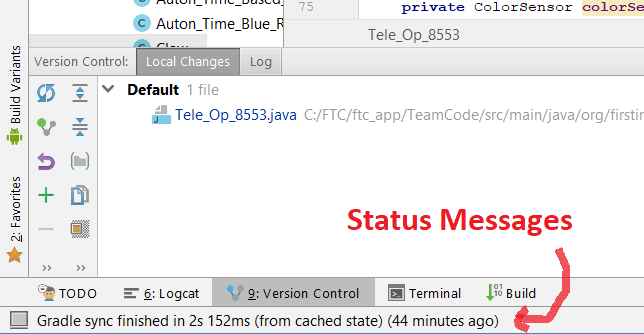 Auton_Time_Based_
Auton_Time_Blue_R
75 private ColorSensor colorSe
Tele_Op_8553
Version Control: Local Changes Log
Default 1 file
Tele_Op_8553.java C:/FTC/ftc_app/TeamCode/src/main/java/org/firstin
Build Variants
2: Favorites
Status Messages
TODO 6: Logcat 9: Version Control Terminal Build
Gradle sync finished in 2s 152ms (from cached state) (44 minutes ago)